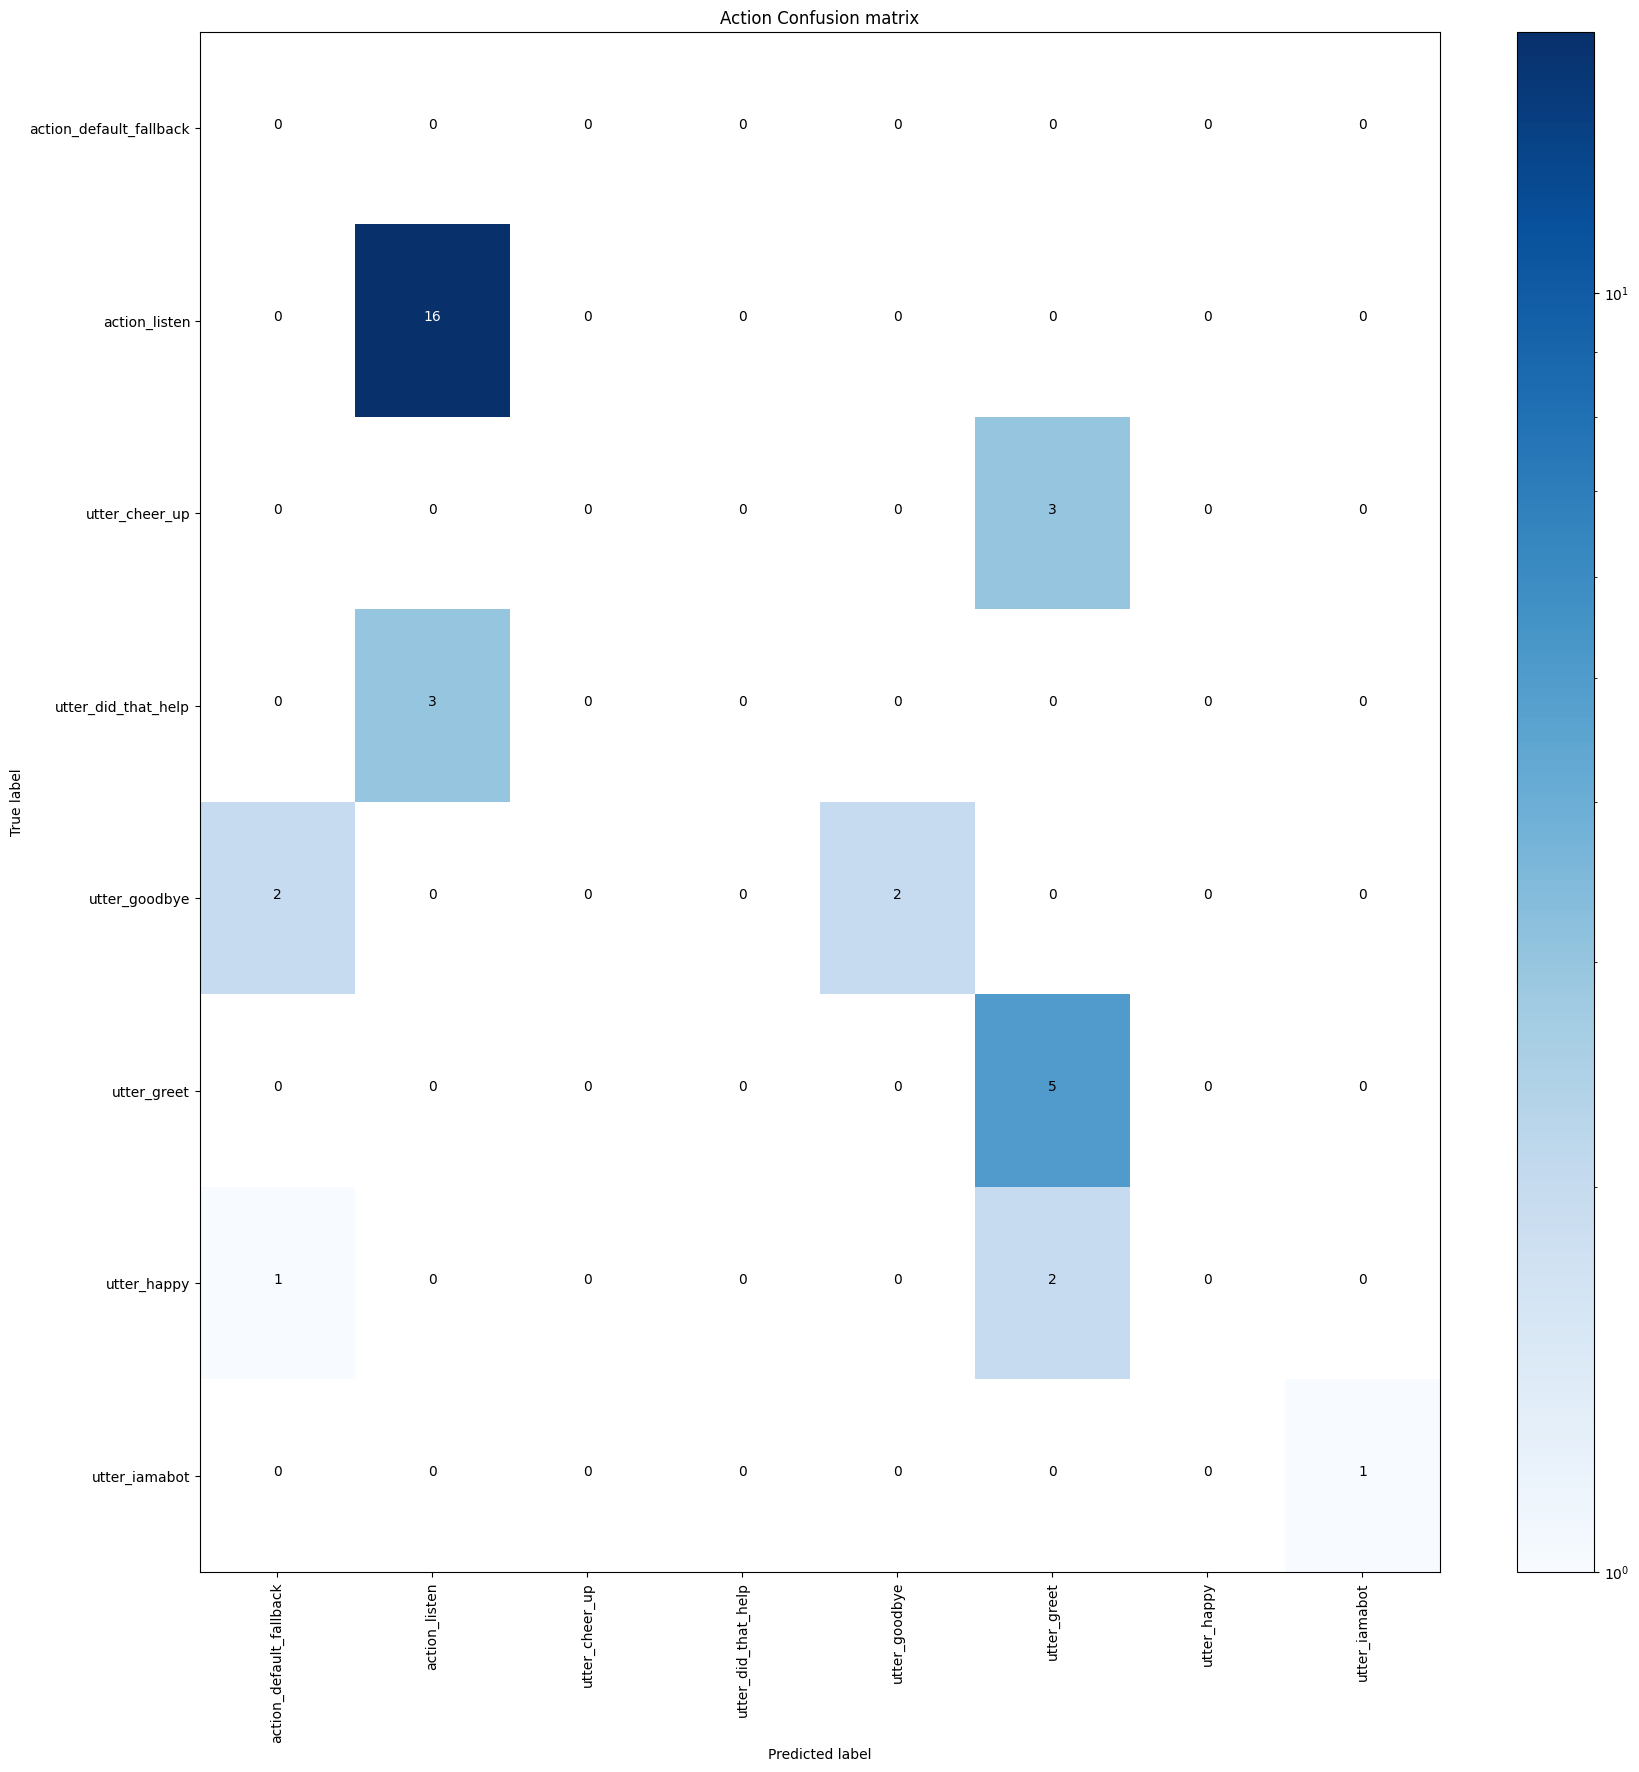 Action Confusion matrix
action_default_fallback 0 0 0 0 0 0 0 0
action_listen 0 16 0 0 0 0 0 0
utter_cheer_up 0 0 0 0 0 3 0 0
utter_did_that_help 0 3 0 0 0 0 0 0
utter_goodbye 2 0 0 0 2 0 0 0
utter_greet 0 0 0 0 0 5 0 0
utter_happy 1 0 0 0 0 2 0 0
utter_iamabot 0 0 0 0 0 0 0 1
True label
action_default_fallback
action_listen
utter_cheer_up
utter_did_that_help
utter_goodbye
utter_greet
utter_happy
utter_iamabot
Predicted label
10¹
10⁰